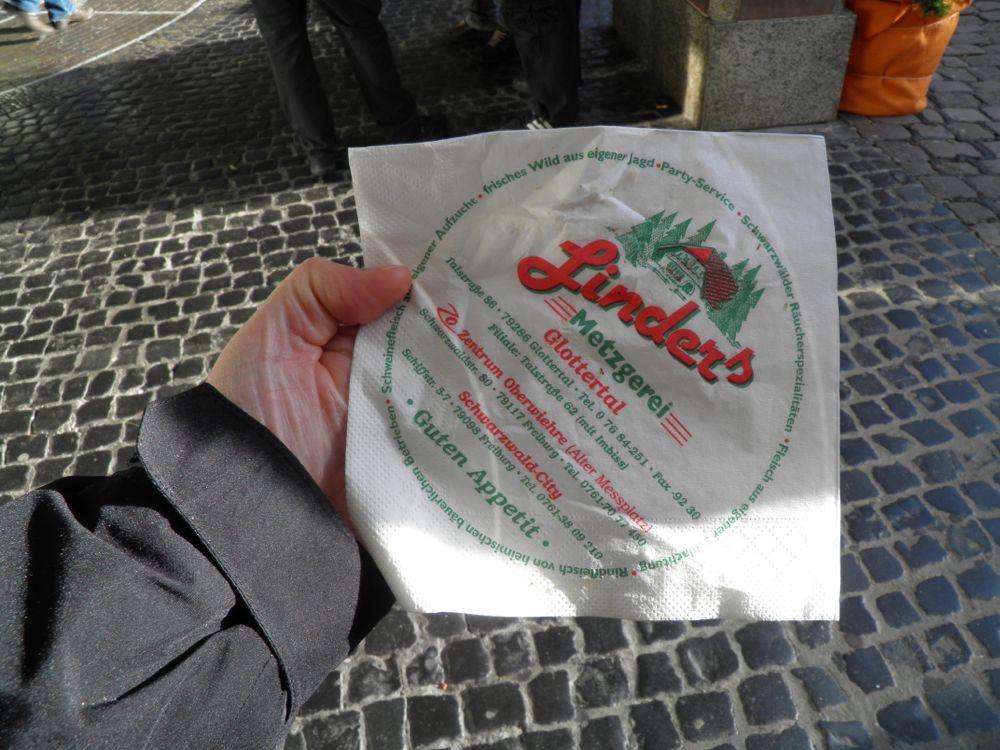 Linders
Metzgerei
Glottertal
Talstraße 86 • 79286 Glottertal • Tel. 0 76 84-251 • Fax -92 30
Filiale: Talstraße 62 (mit Imbiss)
Zo Zentrum Oberwiehre (Alter Messplatz)
Schwarzwaldstr. 80 • 79117 Freiburg • Tel. 0761-70 77 150
Schwarzwald-City
Schiffstr. 5-7 • 79098 Freiburg • Tel. 0761-38 09 210
• Guten Appetit •
• frisches Wild aus eigener Jagd • Party-Service • Schwarzwälder Räucherspezialitäten • Fleisch aus eigener Schlachtung • Rindfleisch von heimischen bäuerlichen Betrieben • Schweinefleisch eigener Aufzucht